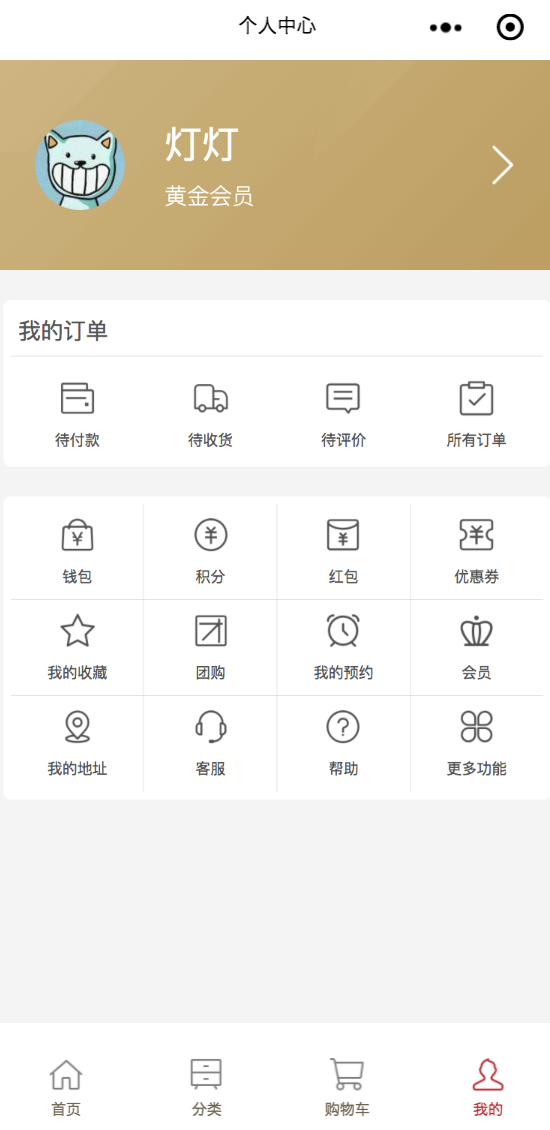 个人中心
灯灯
黄金会员
我的订单
待付款 待收货 待评价 所有订单
钱包 积分 红包 优惠券
我的收藏 团购 我的预约 会员
我的地址 客服 帮助 更多功能
首页 分类 购物车 我的